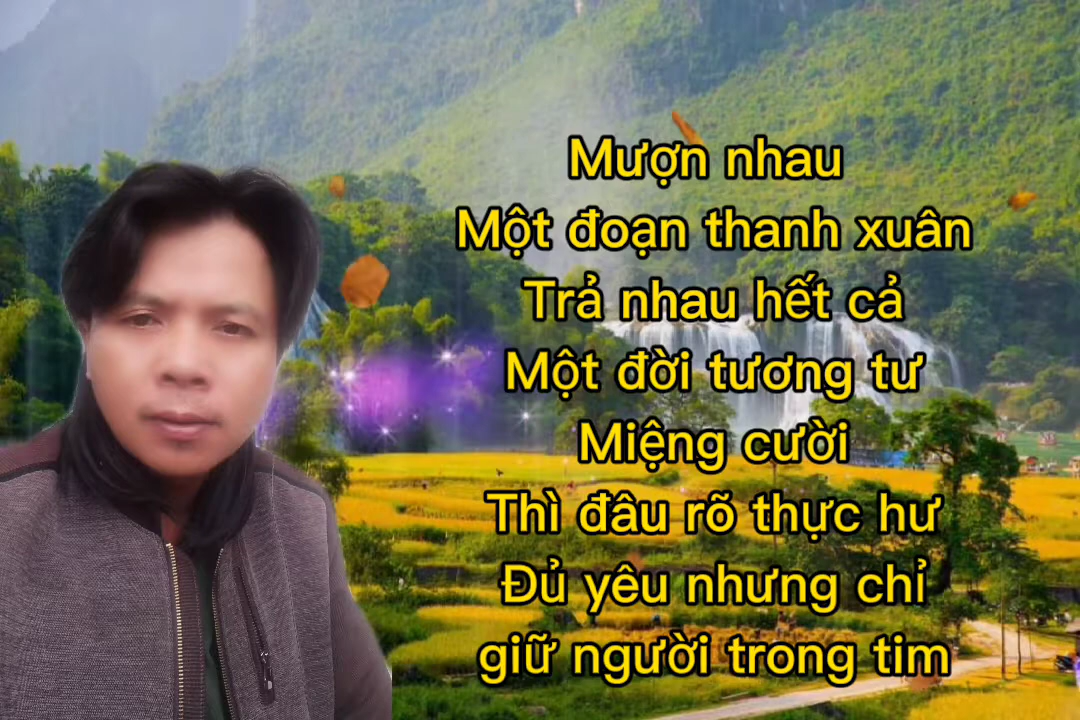 Mượn nhau
Một đoạn thanh xuân
Trả nhau hết cả
Một đời tương tư
Miệng cười
Thì đâu rõ thực hư
Đủ yêu nhưng chỉ
giữ người trong tim